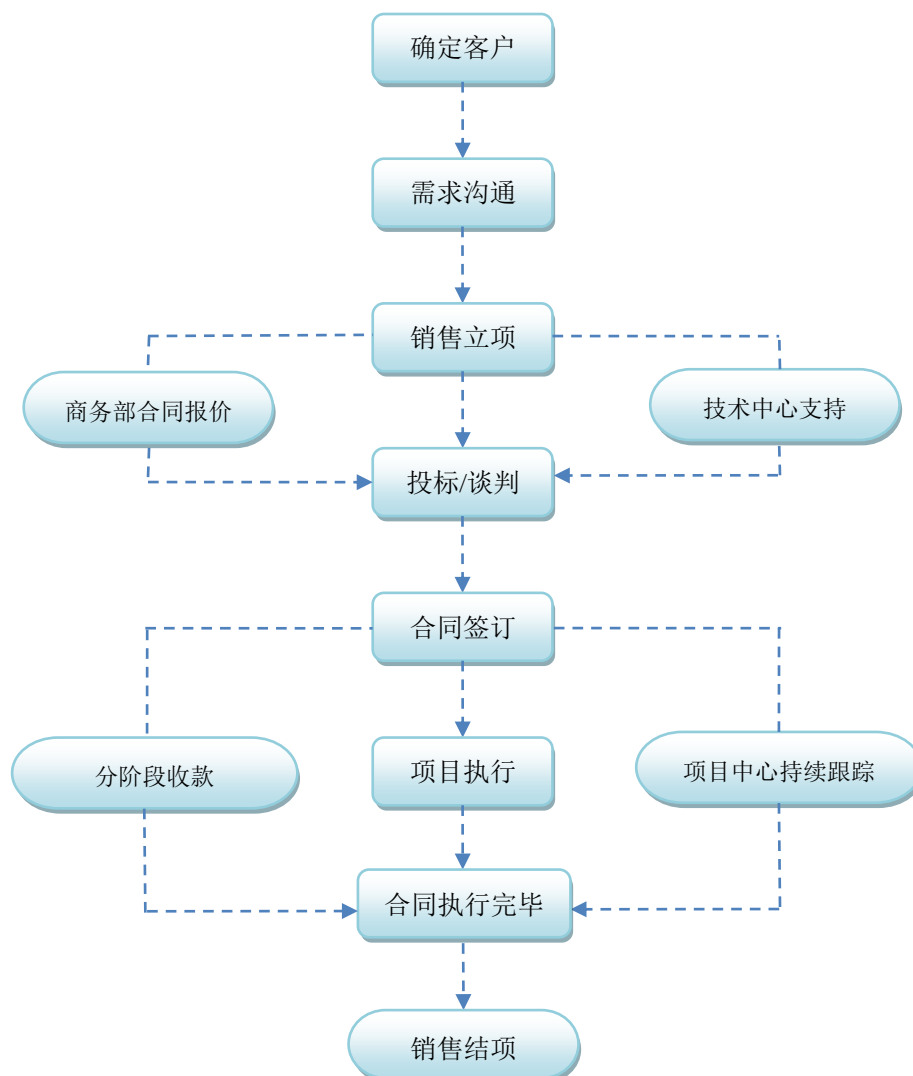 确定客户
需求沟通
销售立项
商务部合同报价
技术中心支持
投标/谈判
合同签订
分阶段收款
项目执行
项目中心持续跟踪
合同执行完毕
销售结项